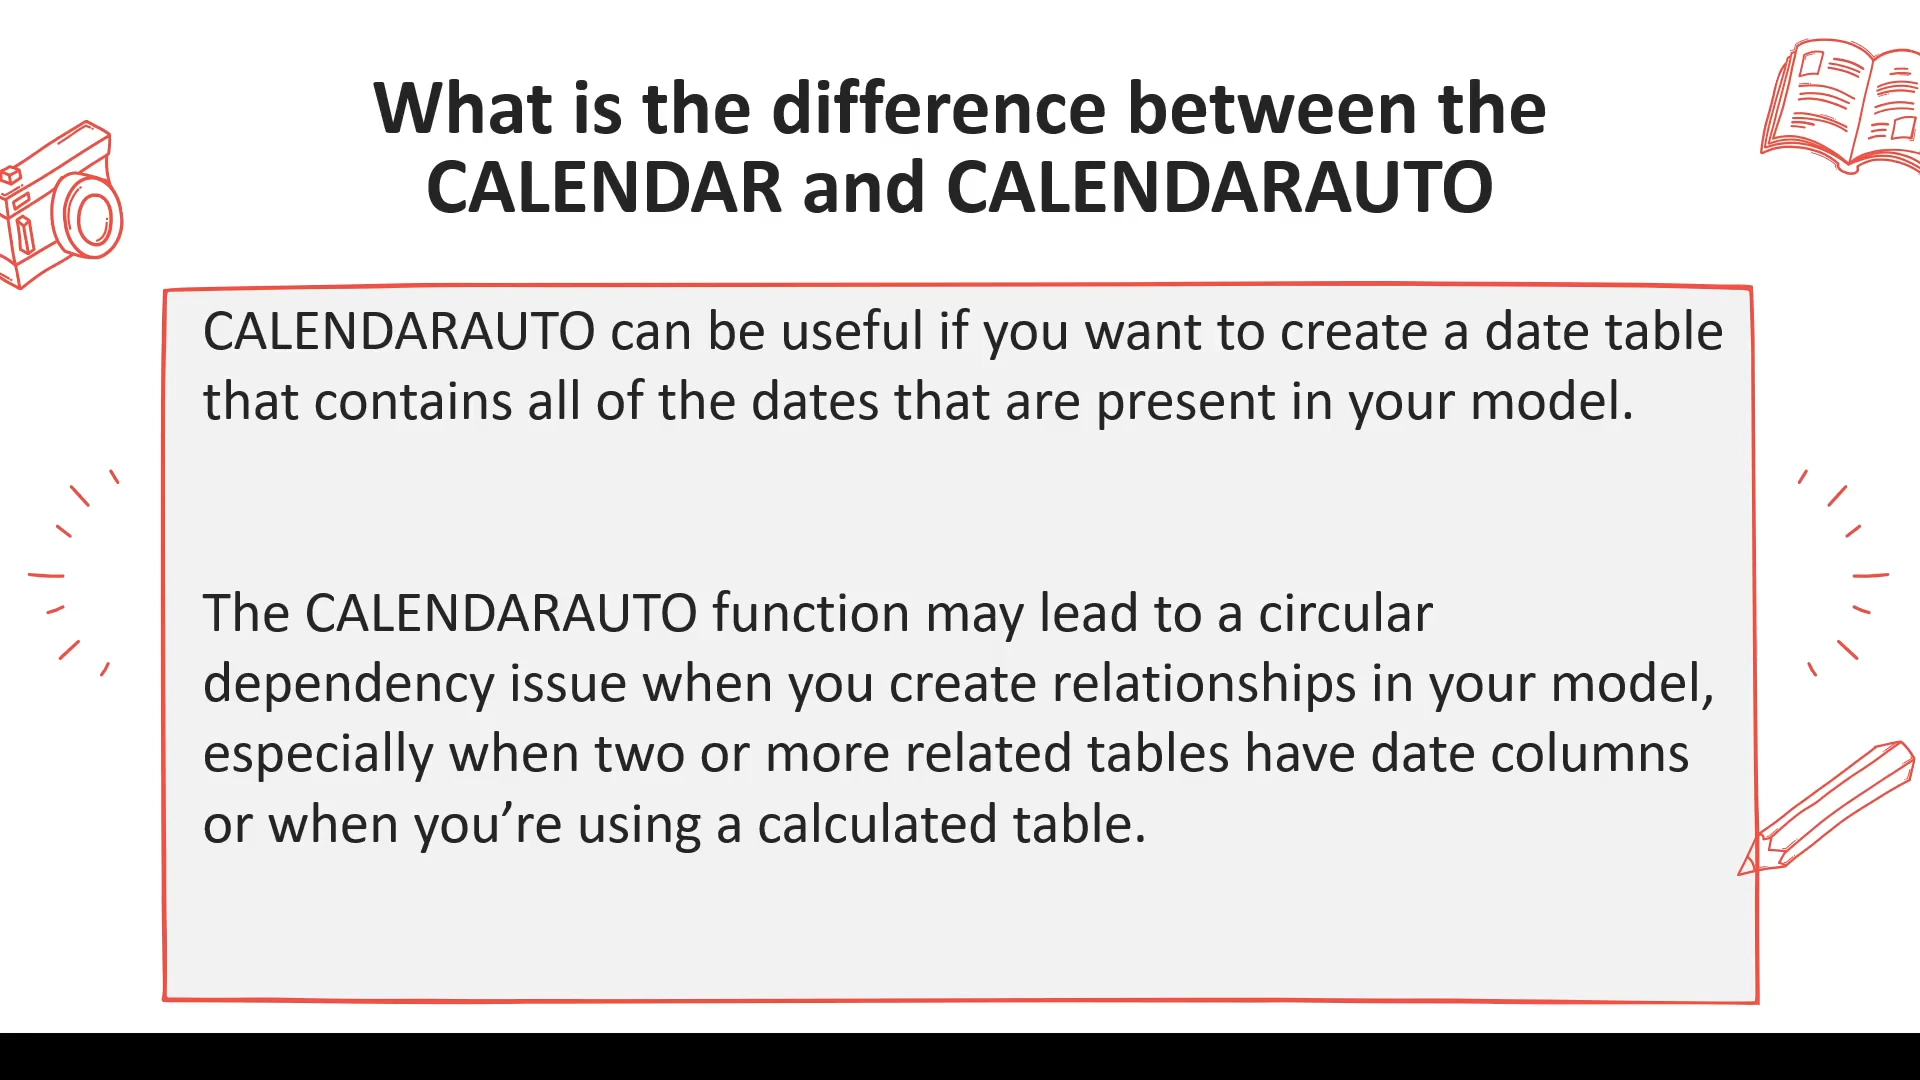 What is the difference between the
CALENDAR and CALENDARAUTO
CALENDARAUTO can be useful if you want to create a date table
that contains all of the dates that are present in your model.
The CALENDARAUTO function may lead to a circular
dependency issue when you create relationships in your model,
especially when two or more related tables have date columns
or when you’re using a calculated table.